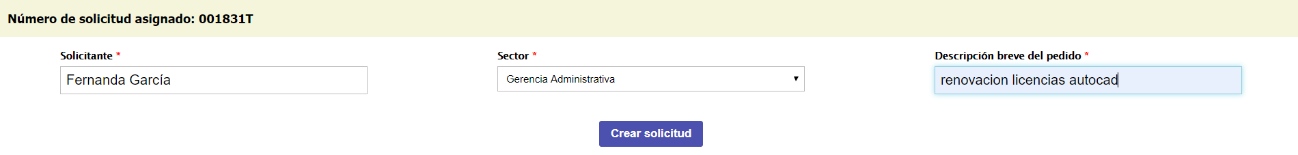 Número de solicitud asignado: 001831T
Solicitante *
Sector *
Descripción breve del pedido *
Fernanda García
Gerencia Administrativa
renovacion licencias autocad
Crear solicitud